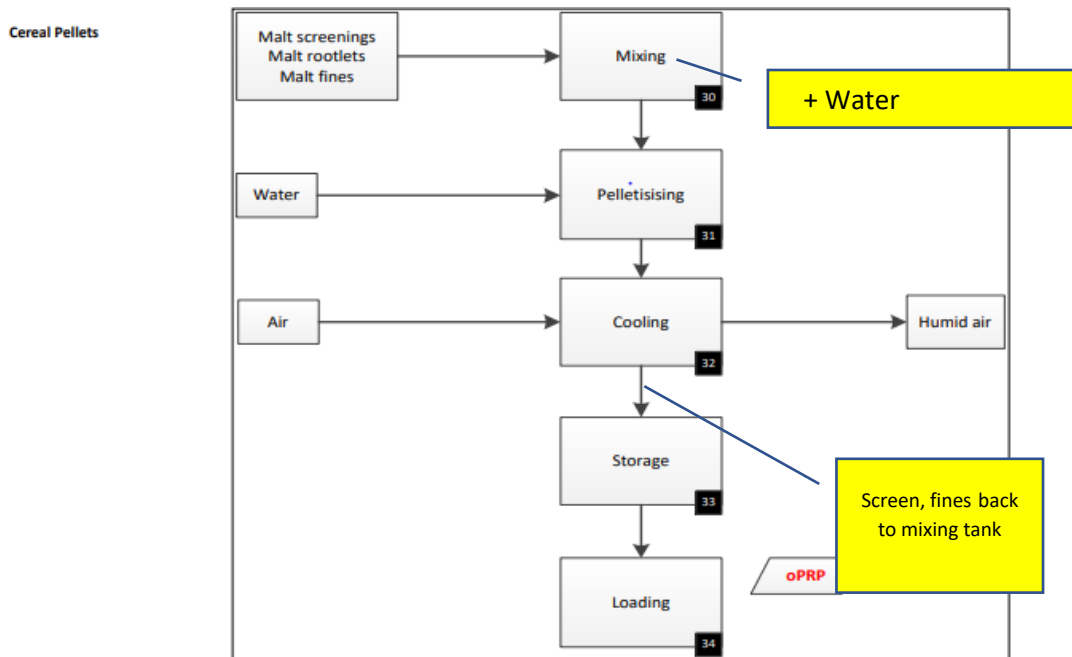 Cereal Pellets
Malt screenings
Malt rootlets
Malt fines
Mixing
30
+ Water
Water
Pelletisising
31
Air
Cooling
32
Humid air
Storage
33
Screen, fines back
to mixing tank
Loading
34
oPRP